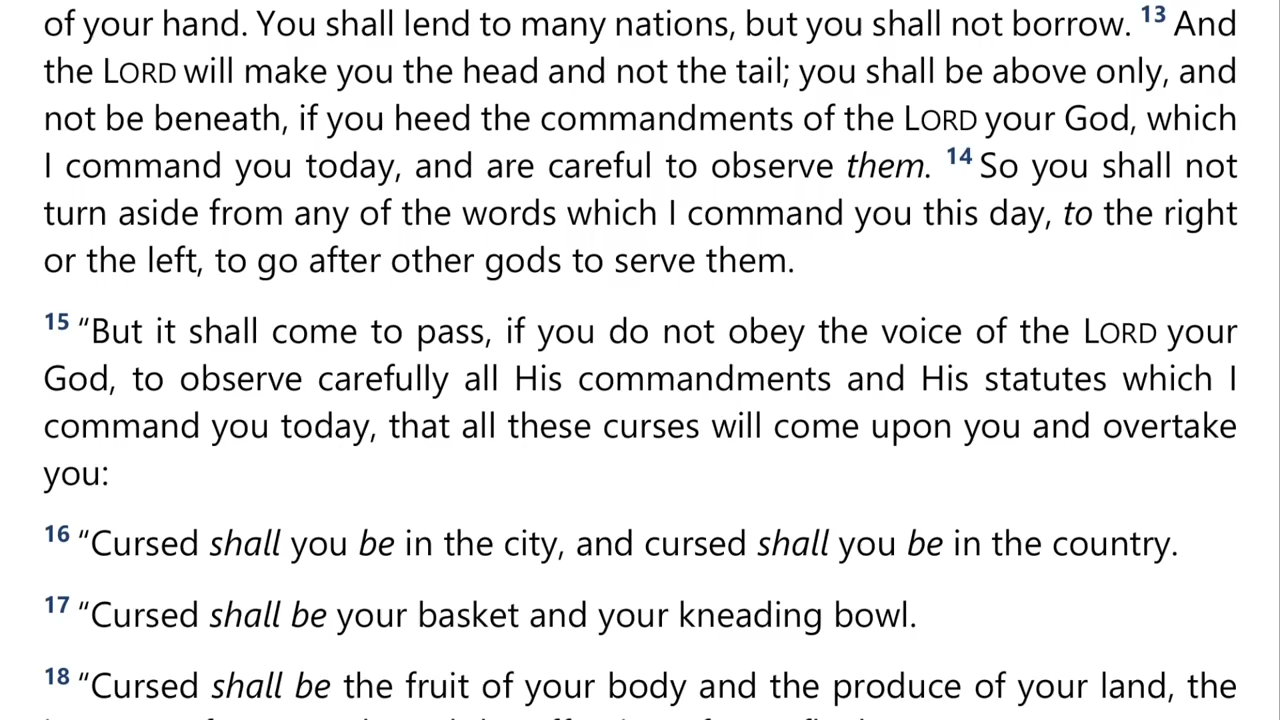 of your hand. You shall lend to many nations, but you shall not borrow. 13 And
the LORD will make you the head and not the tail; you shall be above only, and
not be beneath, if you heed the commandments of the LORD your God, which
I command you today, and are careful to observe them. 14 So you shall not
turn aside from any of the words which I command you this day, to the right
or the left, to go after other gods to serve them.
15 “But it shall come to pass, if you do not obey the voice of the LORD your
God, to observe carefully all His commandments and His statutes which I
command you today, that all these curses will come upon you and overtake
you:
16 “Cursed shall you be in the city, and cursed shall you be in the country.
17 “Cursed shall be your basket and your kneading bowl.
18 “Cursed shall be the fruit of your body and the produce of your land, the